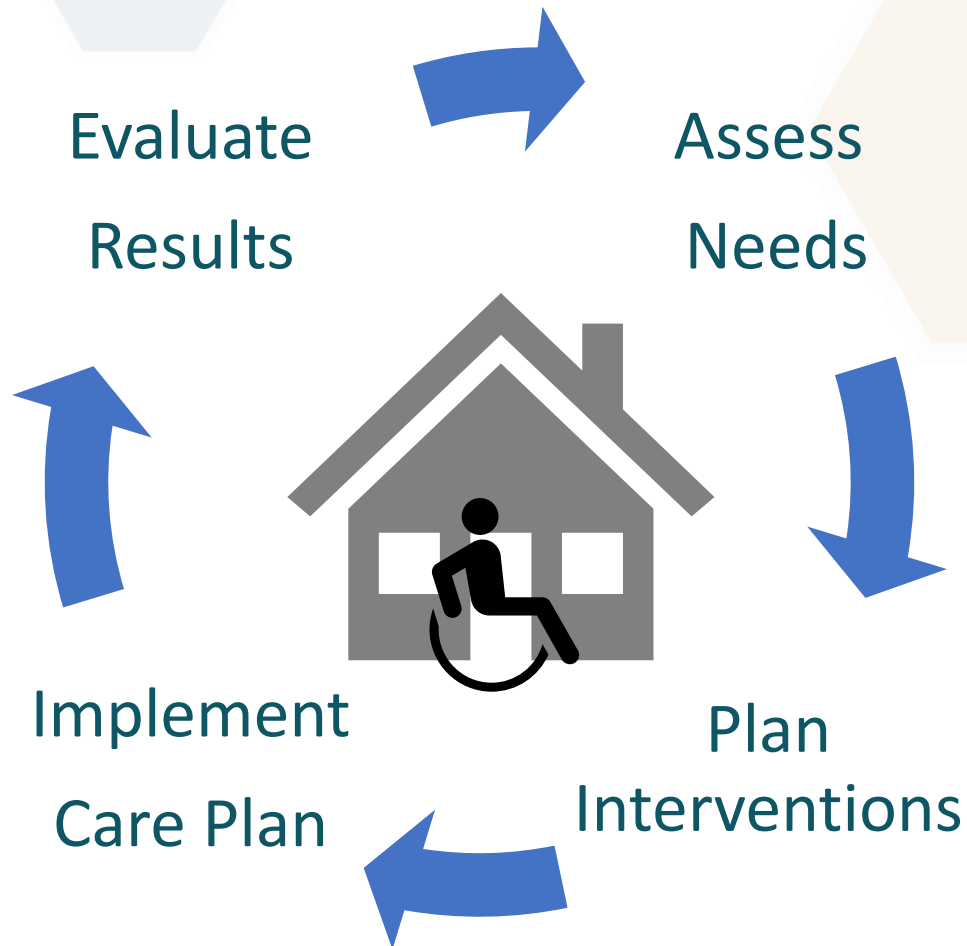 Evaluate
Results
Assess
Needs
Plan
Interventions
Implement
Care Plan